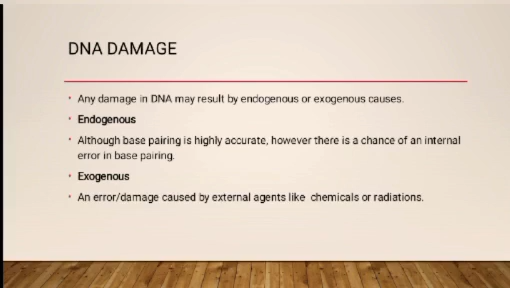 DNA DAMAGE
• Any damage in DNA may result by endogenous or exogenous causes.
• Endogenous
• Although base pairing is highly accurate, however there is a chance of an internal
error in base pairing.
• Exogenous
• An error/damage caused by external agents like chemicals or radiations.